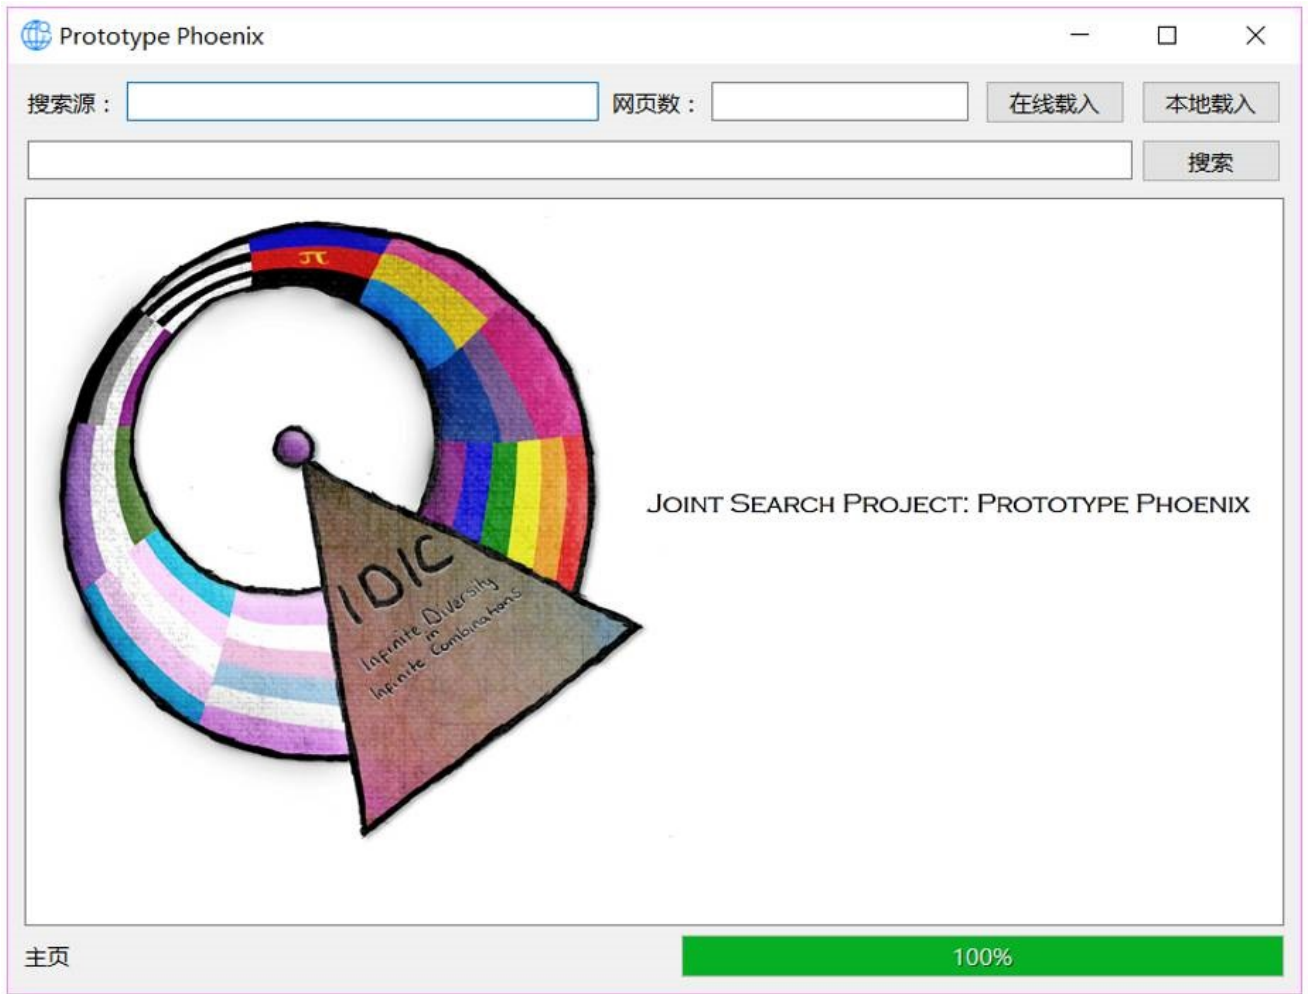 Prototype Phoenix
搜索源： 网页数： 在线载入 本地载入
搜索
π
IDIC
Infinite Diversity
in
Infinite Combinations
JOINT SEARCH PROJECT: PROTOTYPE PHOENIX
主页 100%